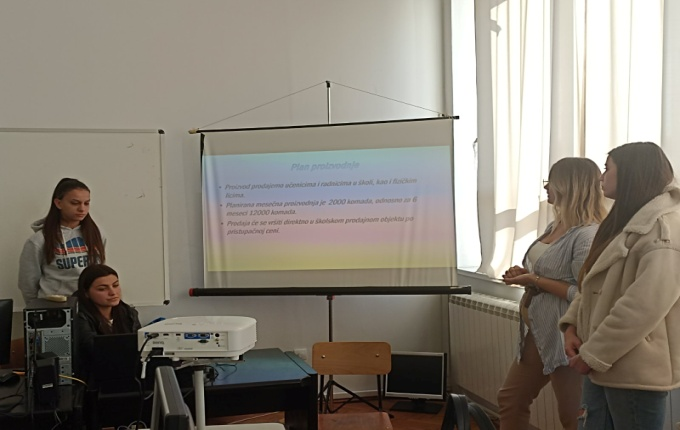 Plan proizvodnje
• Proizvod prodajemo učenicima i radnicima u školi, kao i fizičkim
licima.
• Planirana mesečna proizvodnja je 2000 komada, odnosno za 6
meseci 12000 komada.
• Prodaja će se vršiti direktno u školskom prodajnom objektu po
pristupačnoj ceni.
SUPER